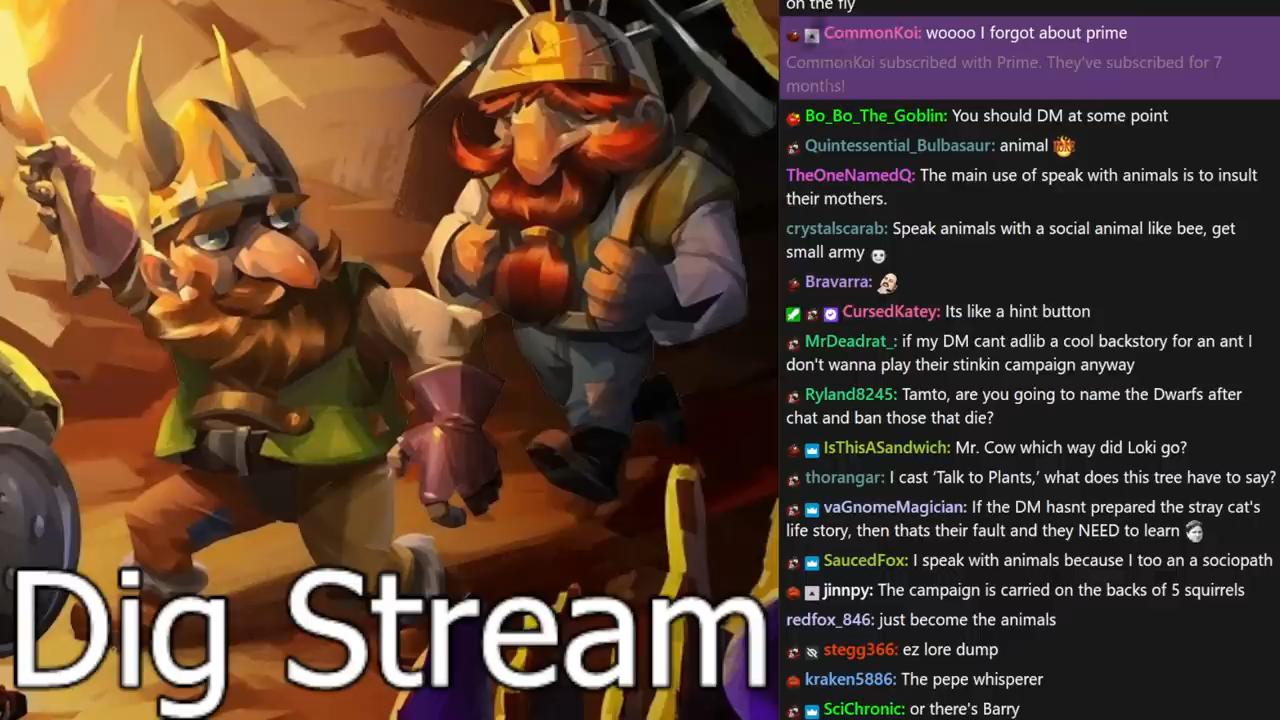 on the fly
CommonKoi: woooo I forgot about prime
CommonKoi subscribed with Prime. They've subscribed for 7
months!
Bo_Bo_The_Goblin: You should DM at some point
Quintessential_Bulbasaur: animal
TheOneNamedQ: The main use of speak with animals is to insult
their mothers.
crystalscarab: Speak animals with a social animal like bee, get
small army
Bravarra:
CursedKatey: Its like a hint button
MrDeadrat_: if my DM cant adlib a cool backstory for an ant I
don't wanna play their stinkin campaign anyway
Ryland8245: Tamto, are you going to name the Dwarfs after
chat and ban those that die?
IsThisASandwich: Mr. Cow which way did Loki go?
thorangar: I cast ‘Talk to Plants,’ what does this tree have to say?
vaGnomeMagician: If the DM hasnt prepared the stray cat's
life story, then thats their fault and they NEED to learn
SaucedFox: I speak with animals because I too an a sociopath
jinnpy: The campaign is carried on the backs of 5 squirrels
redfox_846: just become the animals
stegg366: ez lore dump
kraken5886: The pepe whisperer
SciChronic: or there's Barry
Dig Stream